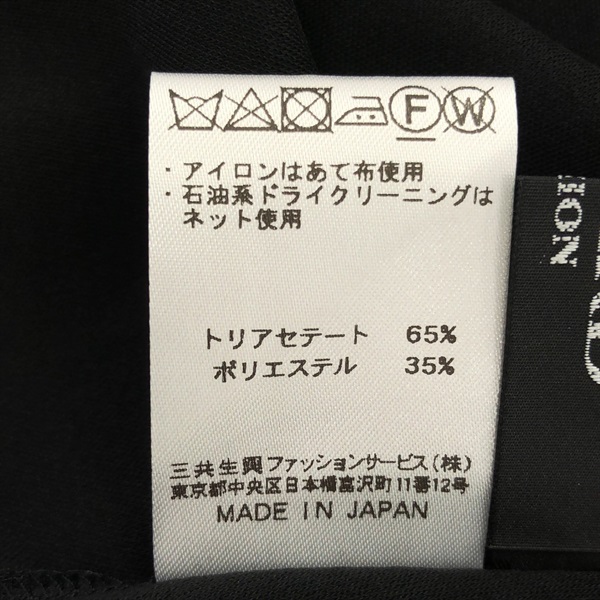 F W
・アイロンはあて布使用
・石油系ドライクリーニングは
ネット使用
トリアセテート 65%
ポリエステル 35%
三共生興ファッションサービス(株)
東京都中央区日本橋富沢町11番12号
MADE IN JAPAN